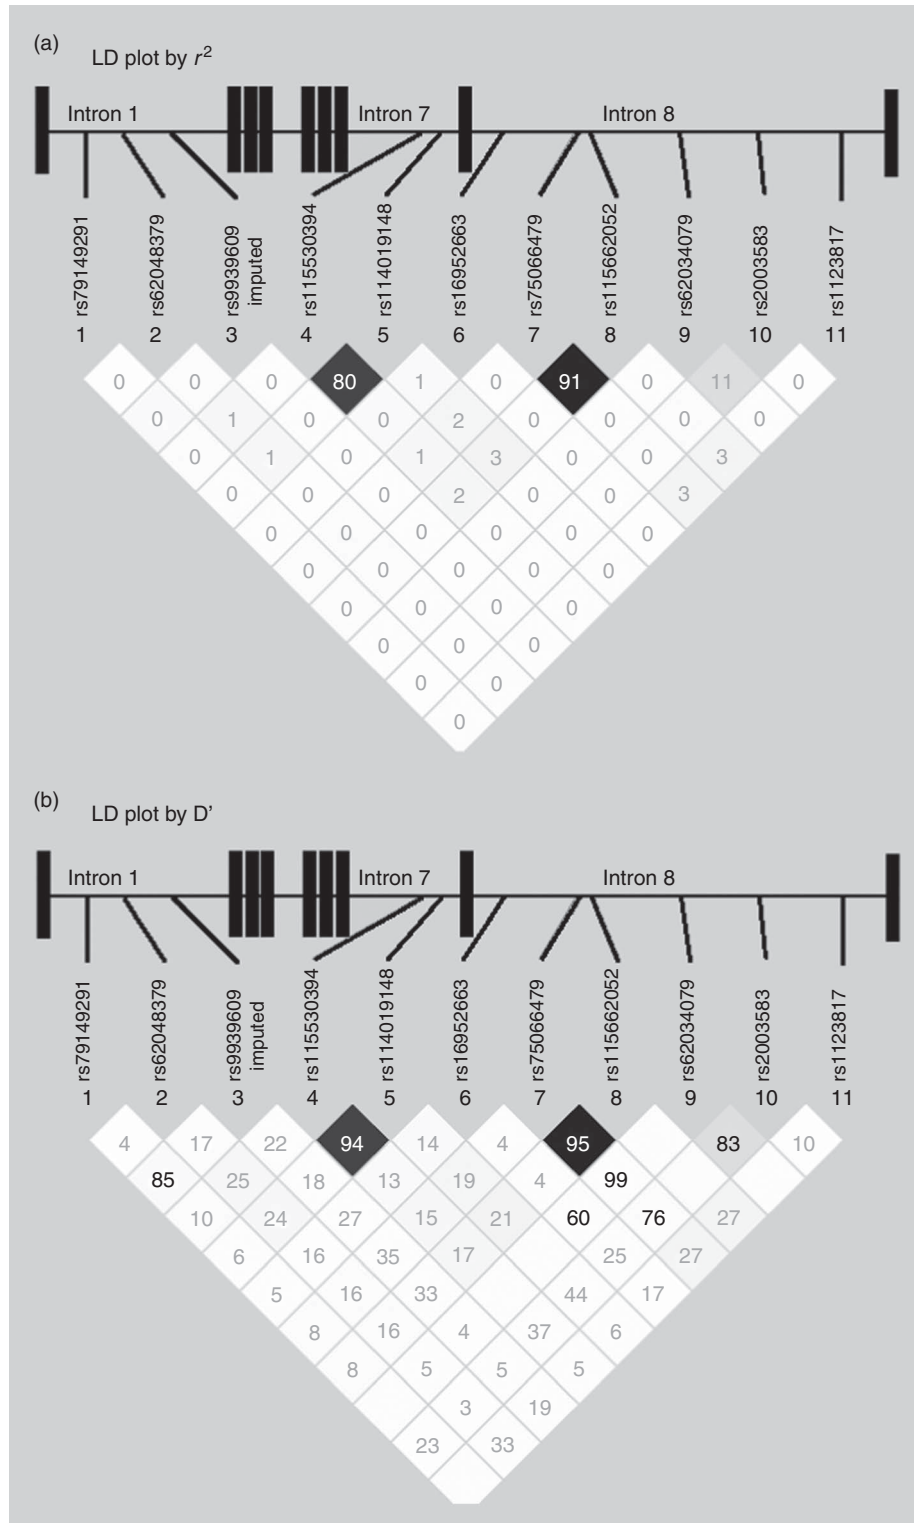 (a)
LD plot by r²
Intron 1 Intron 7 Intron 8
rs79149291
rs62048379
rs9939609
imputed
rs115530394
rs114019148
rs16952663
rs75066479
rs115662052
rs62034079
rs2003583
rs1123817
1 2 3 4 5 6 7 8 9 10 11
0 0 0 80 1 0 91 0 11 0
0 1 0 0 2 0 0 0 0
0 1 0 1 3 0 0 3
0 0 0 2 0 0 3
0 0 0 0 0 0
0 0 0 0 0
0 0 0 0
0 0 0
0 0
0
(b)
LD plot by D’
Intron 1 Intron 7 Intron 8
rs79149291
rs62048379
rs9939609
imputed
rs115530394
rs114019148
rs16952663
rs75066479
rs115662052
rs62034079
rs2003583
rs1123817
1 2 3 4 5 6 7 8 9 10 11
4 17 22 94 14 4 95 83 10
85 25 18 13 19 4 99
10 24 27 15 21 60 76 27
6 16 35 17 25 27
5 16 33 44 17
8 16 4 37 6
8 5 5 5
3 19
23 33